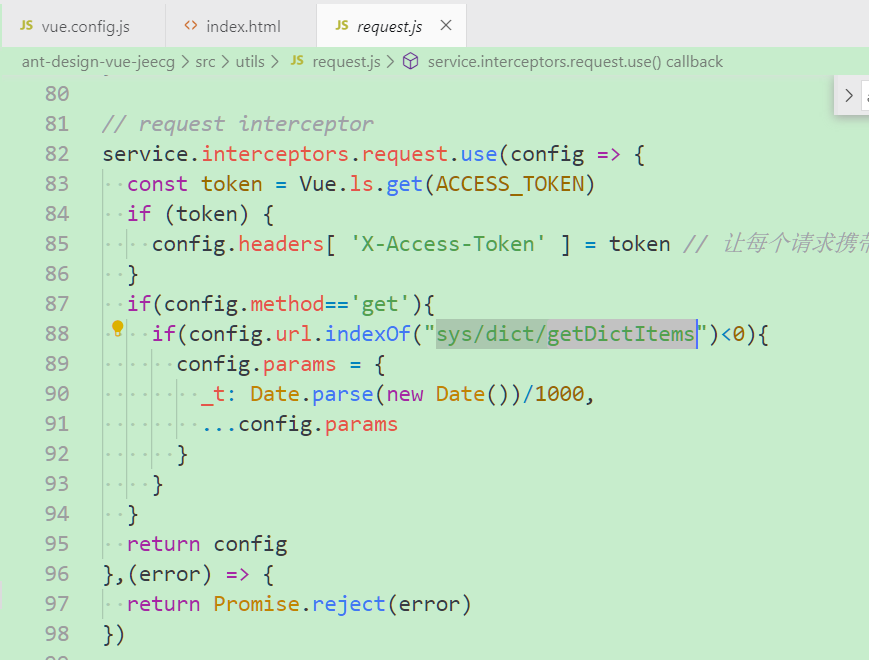 JS vue.config.js <> index.html JS request.js ×
ant-design-vue-jeecg > src > utils > JS request.js > service.interceptors.request.use() callback
80
81 // request interceptor
82 service.interceptors.request.use(config => {
83 const token = Vue.ls.get(ACCESS_TOKEN)
84 if (token) {
85 config.headers[ 'X-Access-Token' ] = token // 让每个请求携带
86 }
87 if(config.method=='get'){
88 if(config.url.indexOf("sys/dict/getDictItems")<0){
89 config.params = {
90 _t: Date.parse(new Date())/1000,
91 ...config.params
92 }
93 }
94 }
95 return config
96 },(error) => {
97 return Promise.reject(error)
98 })